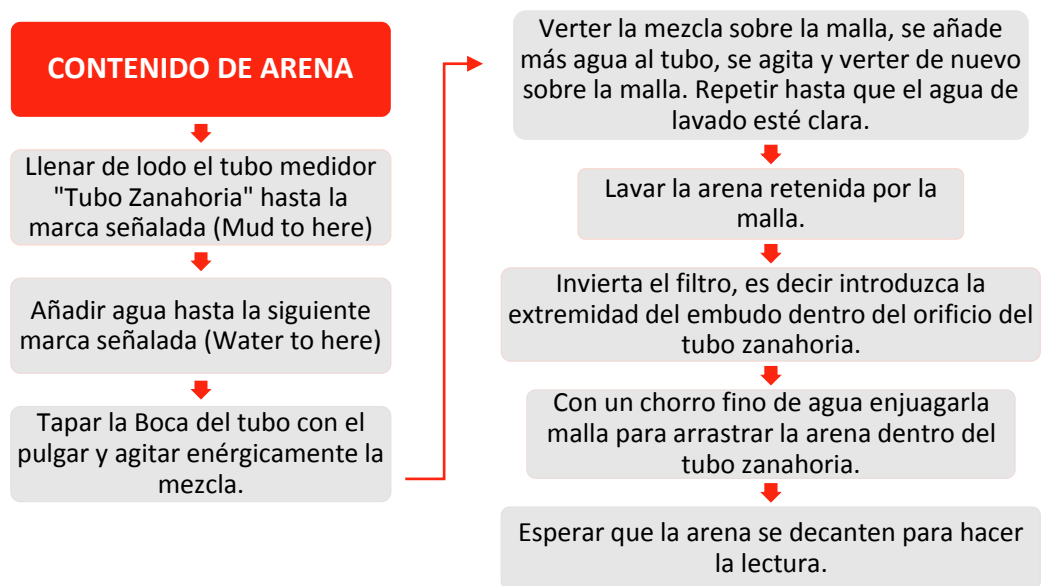 CONTENIDO DE ARENA
Llenar de lodo el tubo medidor
"Tubo Zanahoria" hasta la
marca señalada (Mud to here)
Añadir agua hasta la siguiente
marca señalada (Water to here)
Tapar la Boca del tubo con el
pulgar y agitar enérgicamente la
mezcla.
Verter la mezcla sobre la malla, se añade
más agua al tubo, se agita y verter de nuevo
sobre la malla. Repetir hasta que el agua de
lavado esté clara.
Lavar la arena retenida por la
malla.
Invierta el filtro, es decir introduzca la
extremidad del embudo dentro del orificio del
tubo zanahoria.
Con un chorro fino de agua enjuagarla
malla para arrastrar la arena dentro del
tubo zanahoria.
Esperar que la arena se decanten para hacer
la lectura.